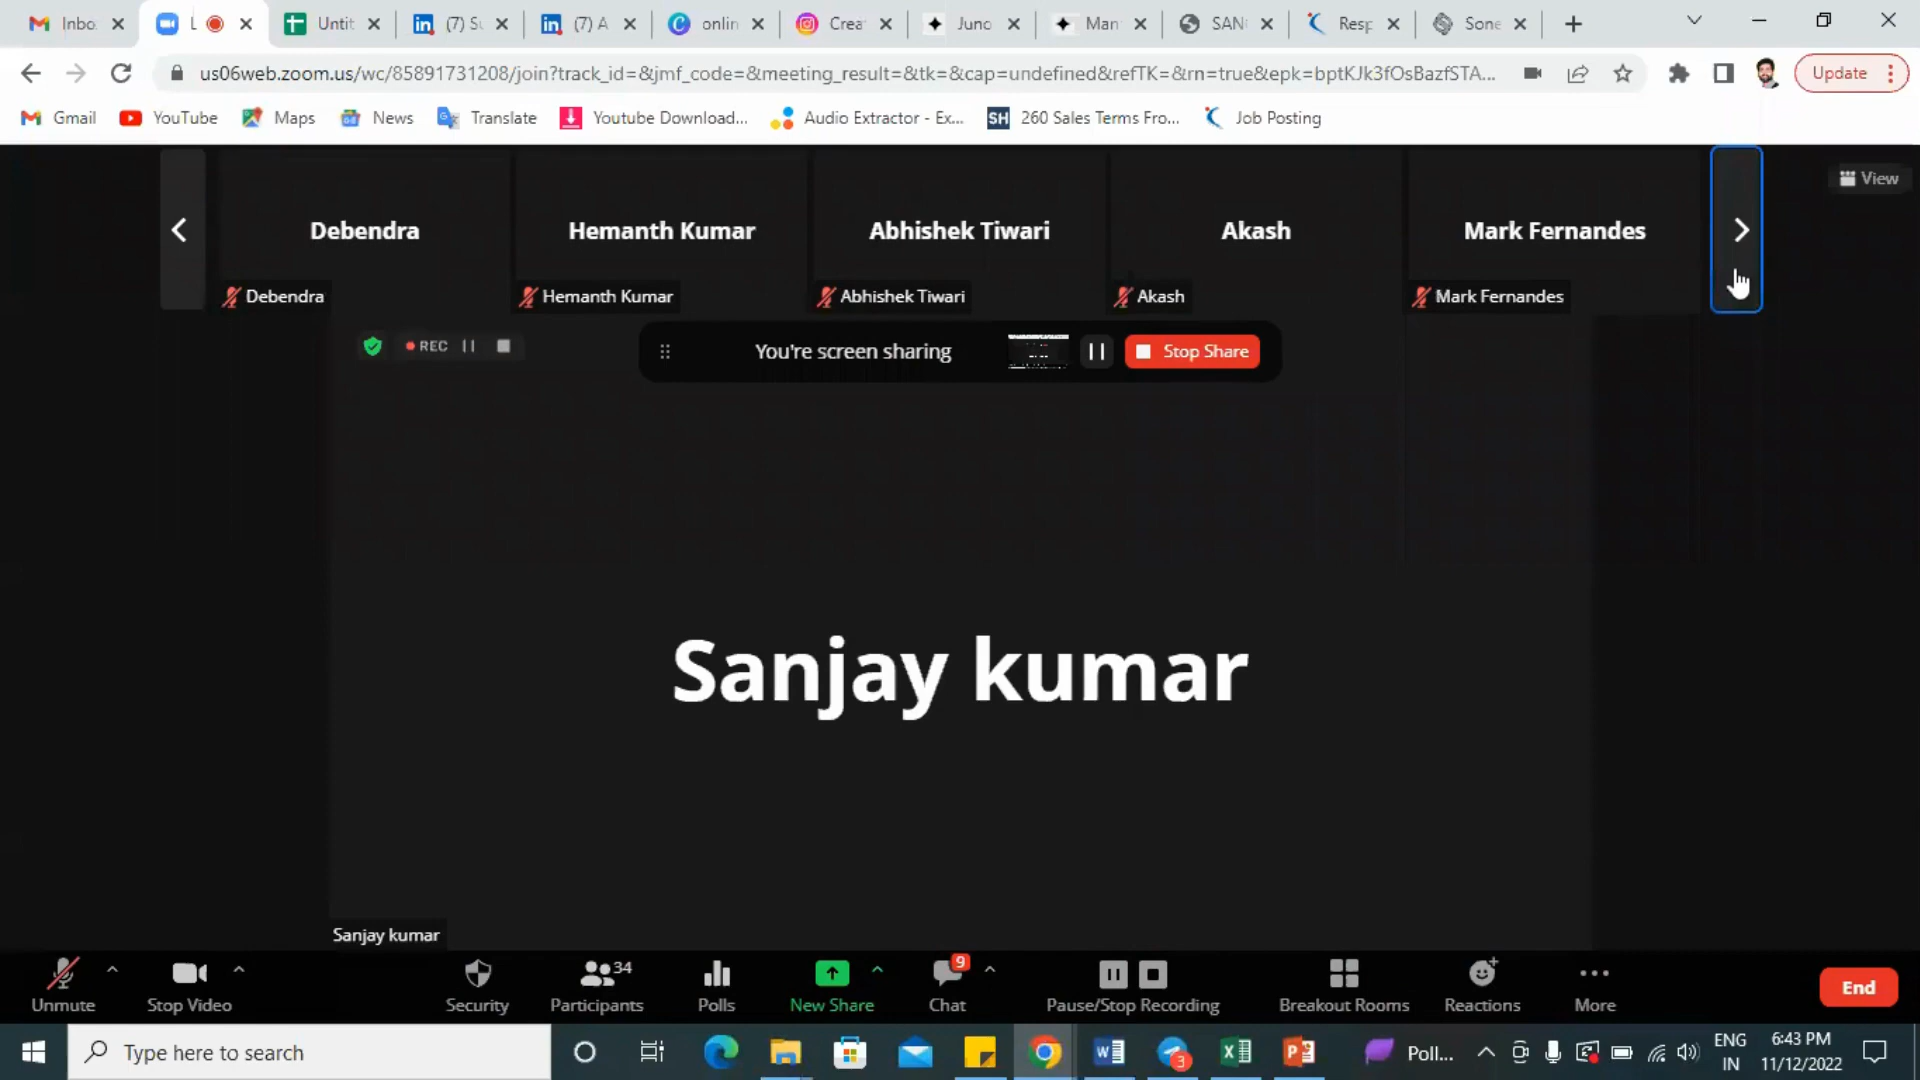 Inbo
L
Untit
(7) Su
(7) A
onlin
Crea
Juno
Man
SAN
Resp
Sone
us06web.zoom.us/wc/85891731208/join?track_id=&jmf_code=&meeting_result=&tk=&cap=undefined&refTK=&rn=true&epk=bptKJk3fOsBazfSTA...
Update
Gmail
YouTube
Maps
News
Translate
Youtube Download...
Audio Extractor - Ex...
SH
260 Sales Terms Fro...
Job Posting
View
Debendra
Hemanth Kumar
Abhishek Tiwari
Akash
Mark Fernandes
Debendra
Hemanth Kumar
Abhishek Tiwari
Akash
Mark Fernandes
REC
You're screen sharing
Stop Share
Sanjay kumar
Sanjay kumar
34
9
Unmute
Stop Video
Security
Participants
Polls
New Share
Chat
Pause/Stop Recording
Breakout Rooms
Reactions
More
End
Type here to search
3
Poll...
ENG
IN
6:43 PM
11/12/2022